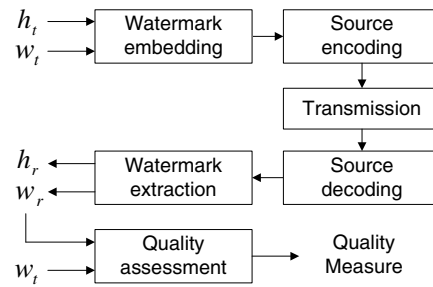 h_t
w_t
Watermark
embedding
Source
encoding
Transmission
h_r
w_r
Watermark
extraction
Source
decoding
w_t
Quality
assessment
Quality
Measure